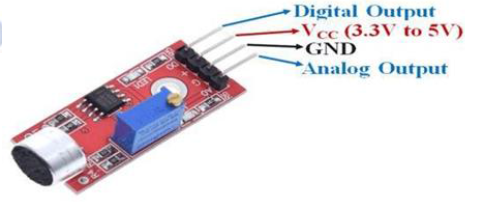 Digital Output
VCC (3.3V to 5V)
GND
Analog Output